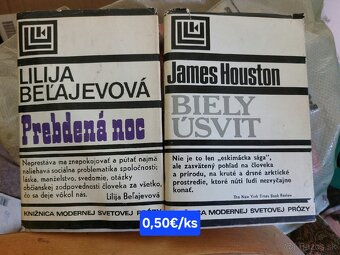 LILIJA
BEĽAJEVOVÁ
Prebdená noc
Neprestáva ma znepokojovať a pútať najmä
naliehavá sociálna problematika spoločnosti;
láska, manželstvo, svedomie, otázky
občianskej zodpovednosti človeka za všetko,
čo sa deje vôkol nás.
Lilija Beľajevová
KNIŽNICA MODERNEJ SVETOVEJ PRÓZY
James Houston
BIELY
ÚSVIT
Nie je to len „eskimácka sága",
ale zasvätený pohľad na človeka
a prírodu, na kruté a drsné arktické
prostredie, ktoré núti ľudí nezvyčajne
konať.
The New York Times Book Review
A MODERNEJ SVETOVEJ PRÓZY
0,50€/ks
bazos.sk